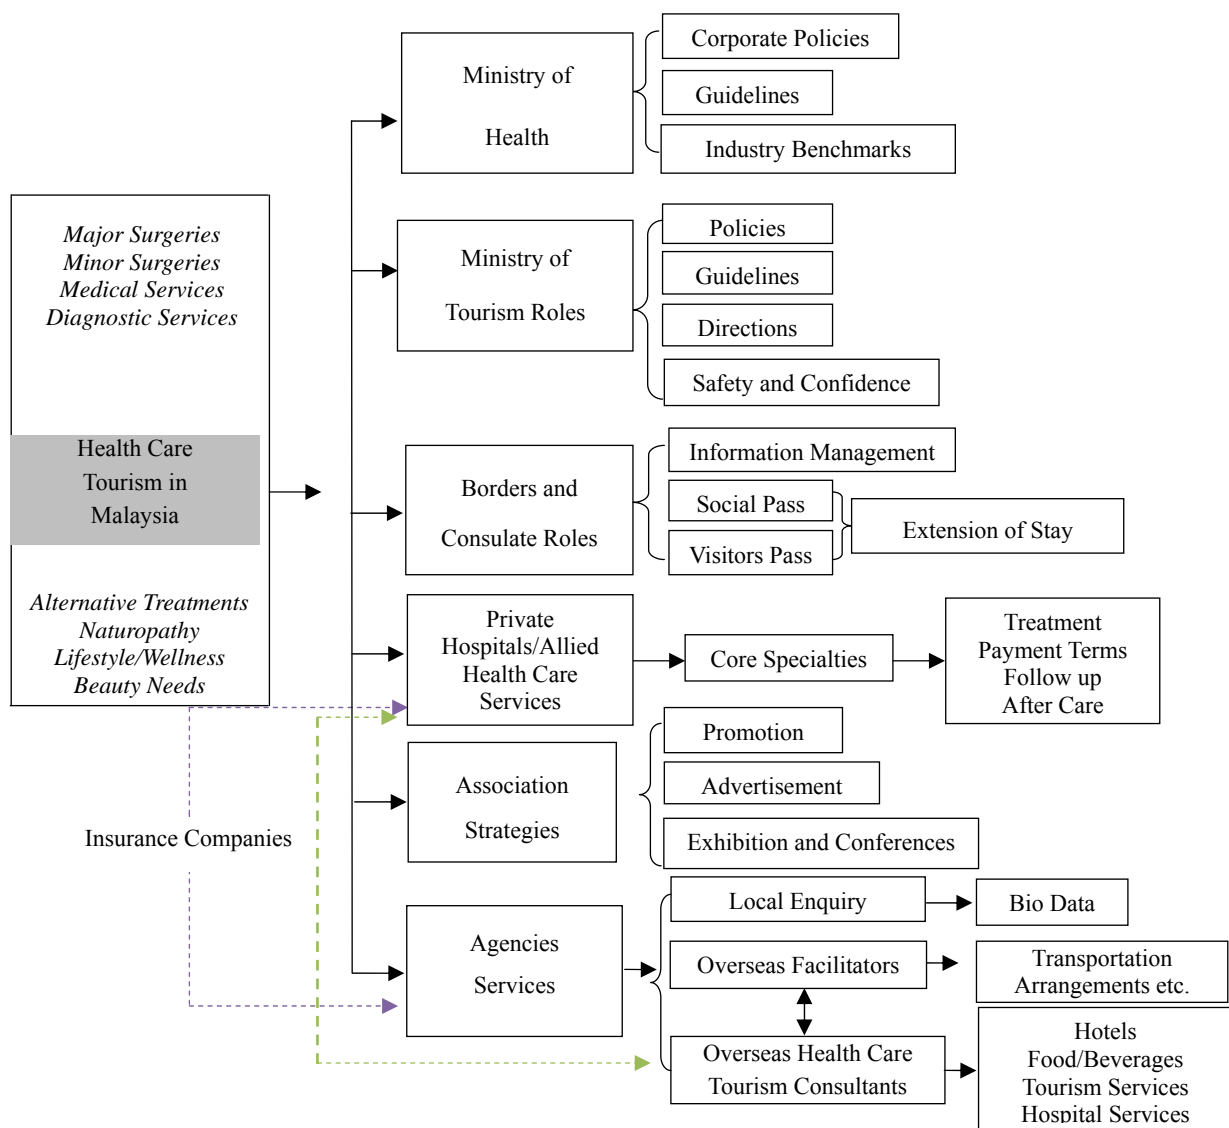 Major Surgeries
Minor Surgeries
Medical Services
Diagnostic Services
Health Care
Tourism in
Malaysia
Alternative Treatments
Naturopathy
Lifestyle/Wellness
Beauty Needs
Insurance Companies
Ministry of
Health
Corporate Policies
Guidelines
Industry Benchmarks
Ministry of
Tourism Roles
Policies
Guidelines
Directions
Safety and Confidence
Borders and
Consulate Roles
Information Management
Social Pass
Visitors Pass
Extension of Stay
Private
Hospitals/Allied
Health Care
Services
Core Specialties
Treatment
Payment Terms
Follow up
After Care
Association
Strategies
Promotion
Advertisement
Exhibition and Conferences
Agencies
Services
Local Enquiry
Bio Data
Overseas Facilitators
Transportation
Arrangements etc.
Overseas Health Care
Tourism Consultants
Hotels
Food/Beverages
Tourism Services
Hospital Services